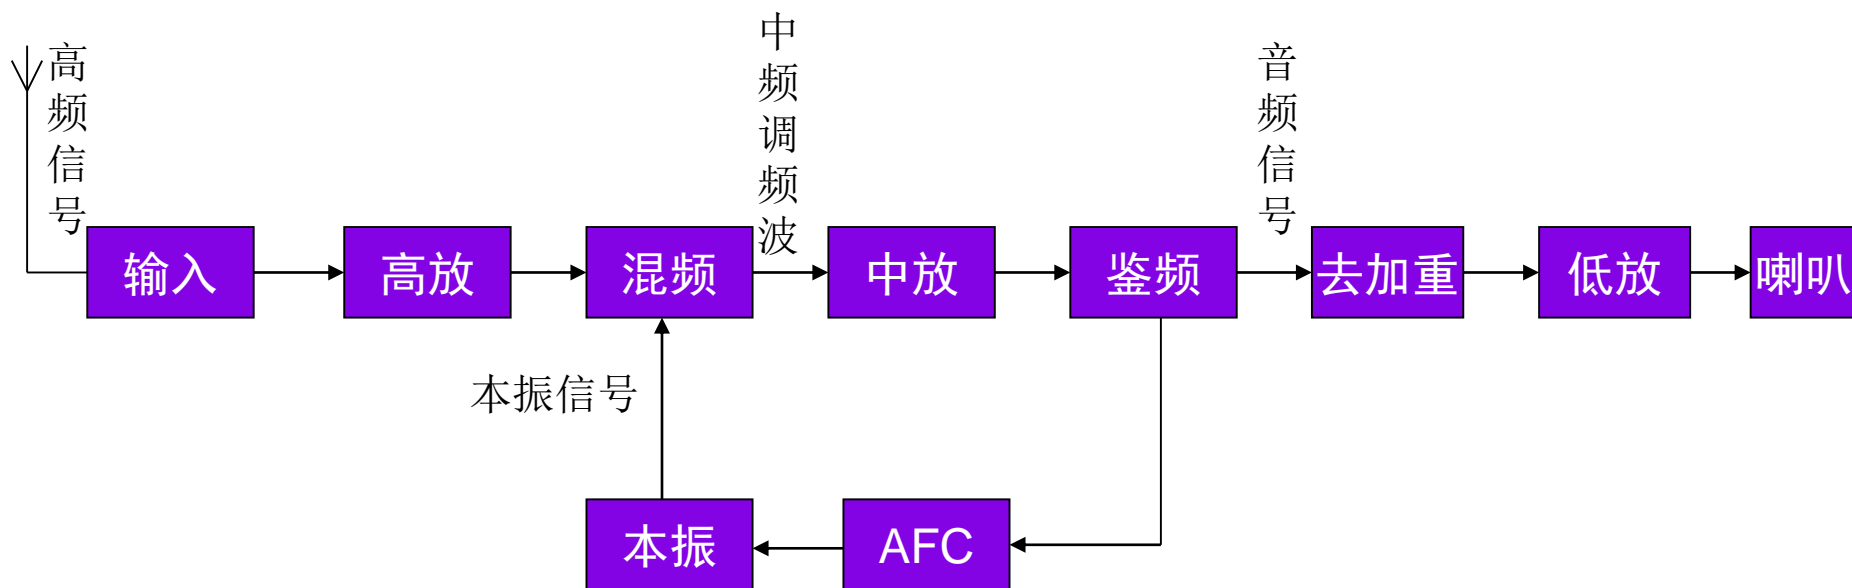 高频信号
中频调频波
音频信号
输入
高放
混频
中放
鉴频
去加重
低放
喇叭
本振信号
本振
AFC